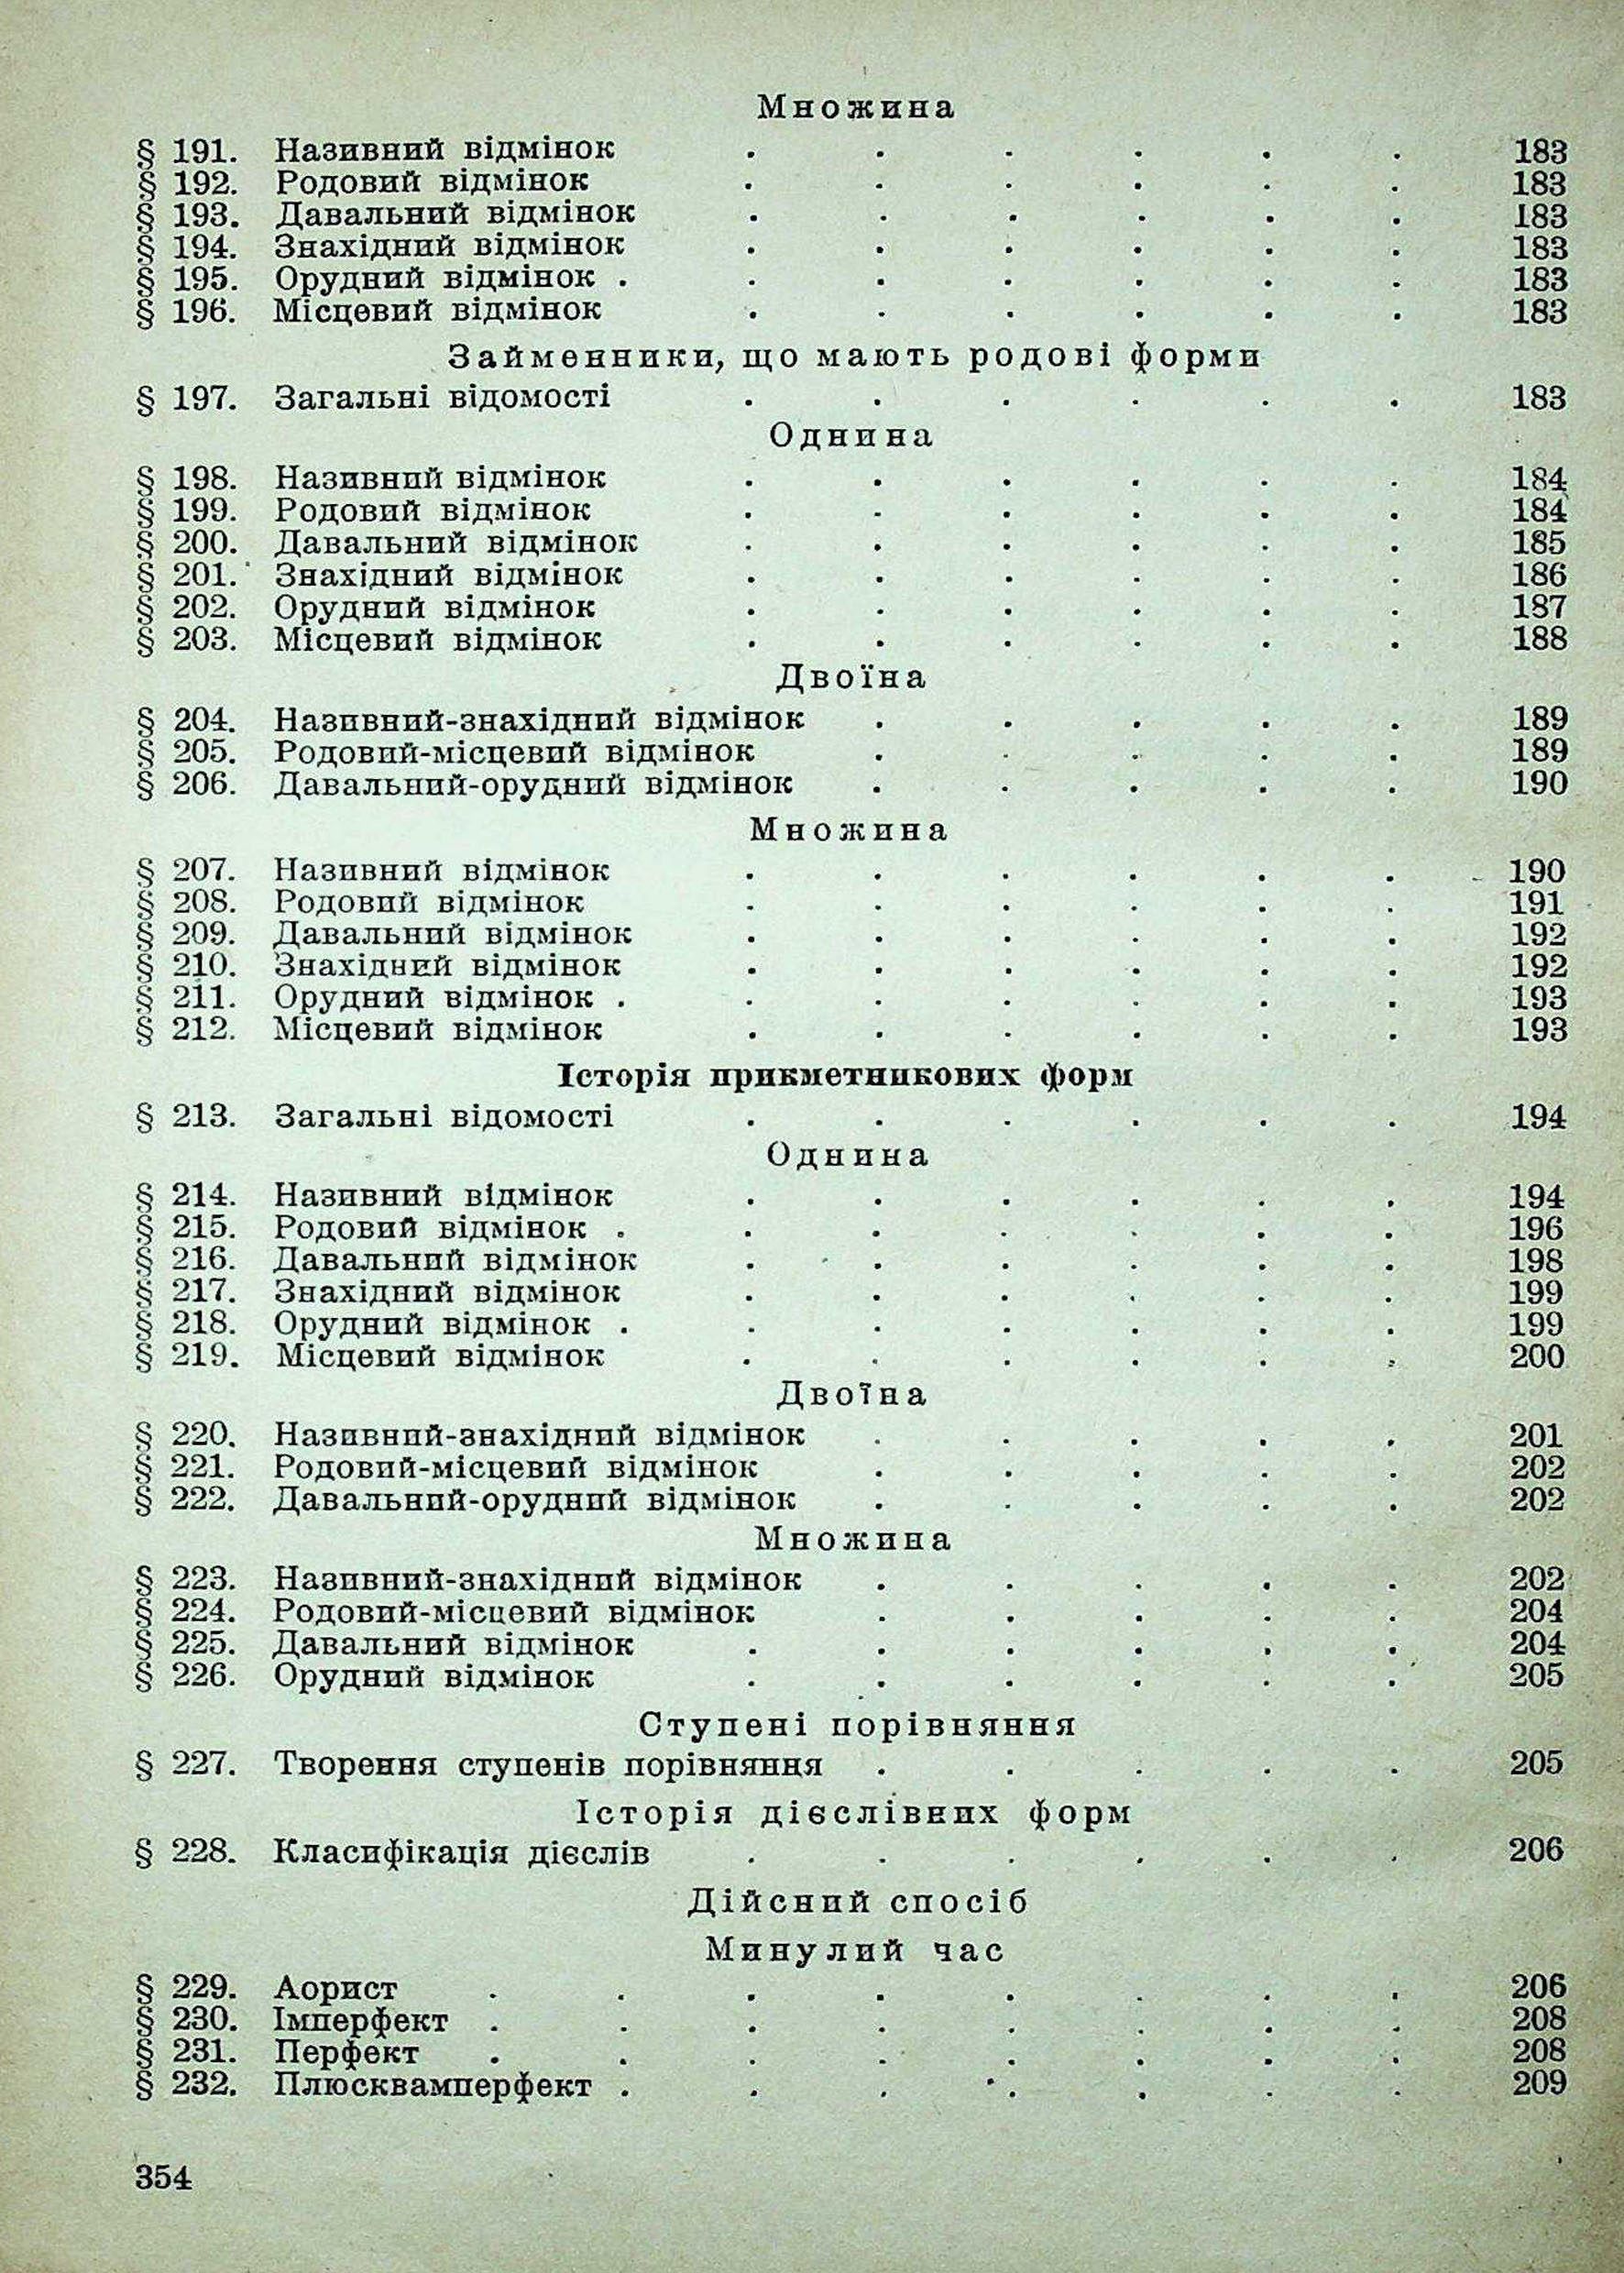 Множина
§ 191. Називний відмінок . . . . . . 183
§ 192. Родовий відмінок . . . . . . 183
§ 193. Давальний відмінок . . . . . . 183
§ 194. Знахідний відмінок . . . . . . 183
§ 195. Орудний відмінок . . . . . . . 183
§ 196. Місцевий відмінок . . . . . . 183
Займенники, що мають родові форми
§ 197. Загальні відомості . . . . . . 183
Однина
§ 198. Називний відмінок . . . . . . 184
§ 199. Родовий відмінок . . . . . . 184
§ 200. Давальний відмінок . . . . . . 185
§ 201. Знахідний відмінок . . . . . . 186
§ 202. Орудний відмінок . . . . . . 187
§ 203. Місцевий відмінок . . . . . . 188
Двоїна
§ 204. Називний-знахідний відмінок . . . . . 189
§ 205. Родовий-місцевий відмінок . . . . . 189
§ 206. Давальний-орудний відмінок . . . . . 190
Множина
§ 207. Називний відмінок . . . . . . 190
§ 208. Родовий відмінок . . . . . . 191
§ 209. Давальний відмінок . . . . . . 192
§ 210. Знахідний відмінок . . . . . . 192
§ 211. Орудний відмінок . . . . . . . 193
§ 212. Місцевий відмінок . . . . . . 193
Історія прикметникових форм
§ 213. Загальні відомості . . . . . . 194
Однина
§ 214. Називний відмінок . . . . . . 194
§ 215. Родовий відмінок . . . . . . . 196
§ 216. Давальний відмінок . . . . . . 198
§ 217. Знахідний відмінок . . . . . . 199
§ 218. Орудний відмінок . . . . . . . 199
§ 219. Місцевий відмінок . . . . . . 200
Двоїна
§ 220. Називний-знахідний відмінок . . . . . 201
§ 221. Родовий-місцевий відмінок . . . . . 202
§ 222. Давальний-орудний відмінок . . . . . 202
Множина
§ 223. Називний-знахідний відмінок . . . . . 202
§ 224. Родовий-місцевий відмінок . . . . . 204
§ 225. Давальний відмінок . . . . . . 204
§ 226. Орудний відмінок . . . . . . 205
Ступені порівняння
§ 227. Творення ступенів порівняння . . . . . 205
Історія дієслівних форм
§ 228. Класифікація дієслів . . . . . . 206
Дійсний спосіб
Минулий час
§ 229. Аорист . . . . . . . . 206
§ 230. Імперфект . . . . . . . . 208
§ 231. Перфект . . . . . . . . 208
§ 232. Плюсквамперфект . . . . . . . 209
354